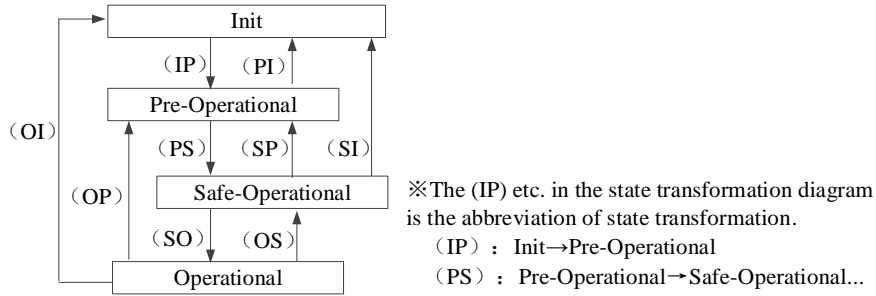 Init
（IP）
（PI）
Pre-Operational
（OI）
（PS）
（SP）
（SI）
Safe-Operational
（OP）
（SO）
（OS）
Operational
※The (IP) etc. in the state transformation diagram
is the abbreviation of state transformation.
（IP）：Init→Pre-Operational
（PS）：Pre-Operational→Safe-Operational...